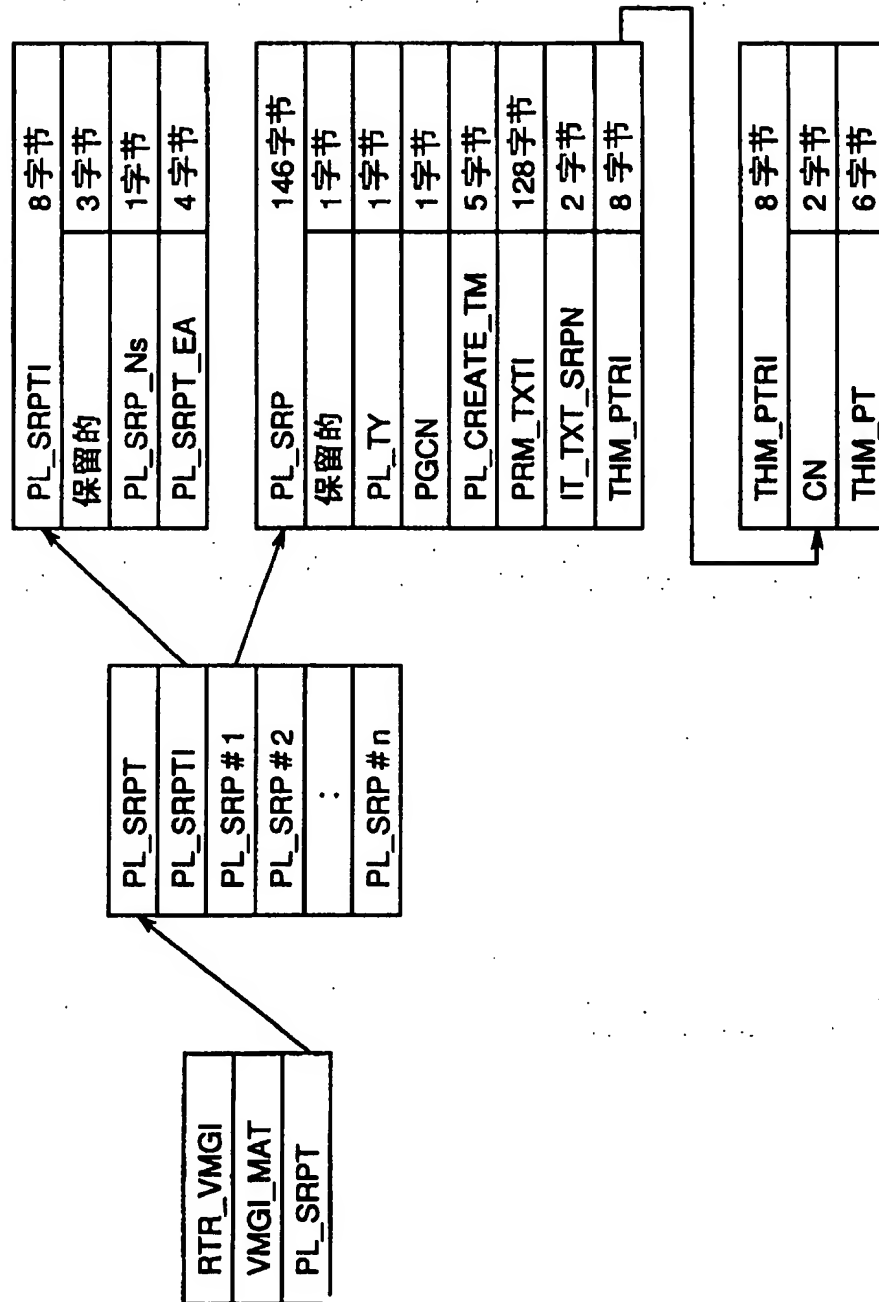 RTR_VMGI
VMGI_MAT
PL_SRPT
PL_SRPT
PL_SRPTI
PL_SRP#1
PL_SRP#2
:
PL_SRP#n
PL_SRPTI 8字节
保留的 3字节
PL_SRP_Ns 1字节
PL_SRPT_EA 4字节
PL_SRP 146字节
保留的 1字节
PL_TY 1字节
PGCN 1字节
PL_CREATE_TM 5字节
PRM_TXTI 128字节
IT_TXT_SRPN 2字节
THM_PTRI 8字节
THM_PTRI 8字节
CN 2字节
THM_PT 6字节